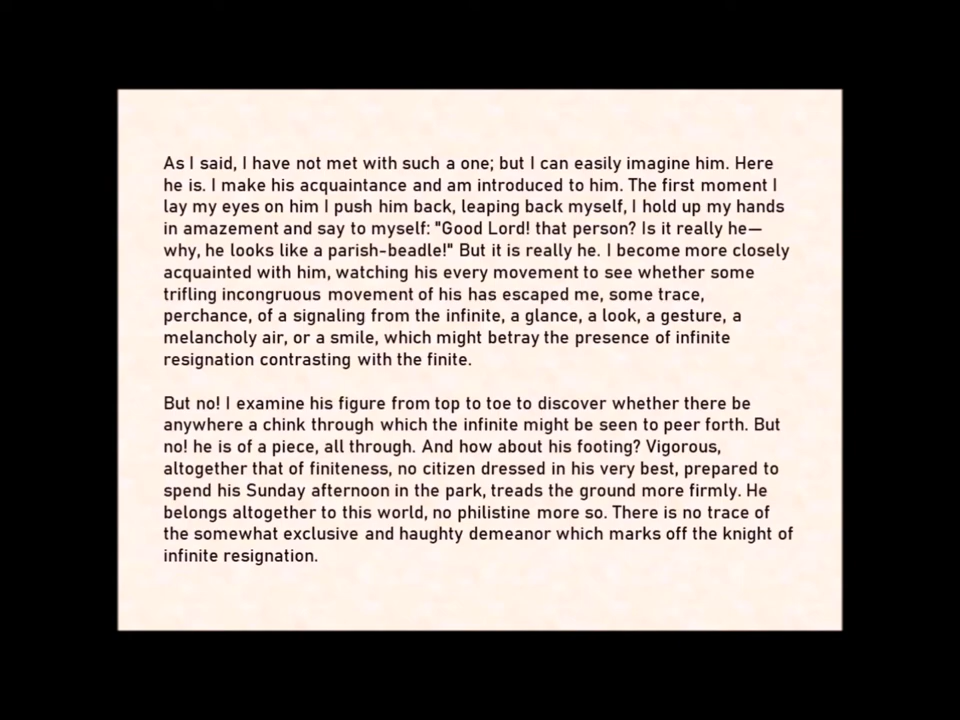 As I said, I have not met with such a one; but I can easily imagine him. Here
he is. I make his acquaintance and am introduced to him. The first moment I
lay my eyes on him I push him back, leaping back myself, I hold up my hands
in amazement and say to myself: "Good Lord! that person? Is it really he—
why, he looks like a parish-beadle!" But it is really he. I become more closely
acquainted with him, watching his every movement to see whether some
trifling incongruous movement of his has escaped me, some trace,
perchance, of a signaling from the infinite, a glance, a look, a gesture, a
melancholy air, or a smile, which might betray the presence of infinite
resignation contrasting with the finite.
But no! I examine his figure from top to toe to discover whether there be
anywhere a chink through which the infinite might be seen to peer forth. But
no! he is of a piece, all through. And how about his footing? Vigorous,
altogether that of finiteness, no citizen dressed in his very best, prepared to
spend his Sunday afternoon in the park, treads the ground more firmly. He
belongs altogether to this world, no philistine more so. There is no trace of
the somewhat exclusive and haughty demeanor which marks off the knight of
infinite resignation.